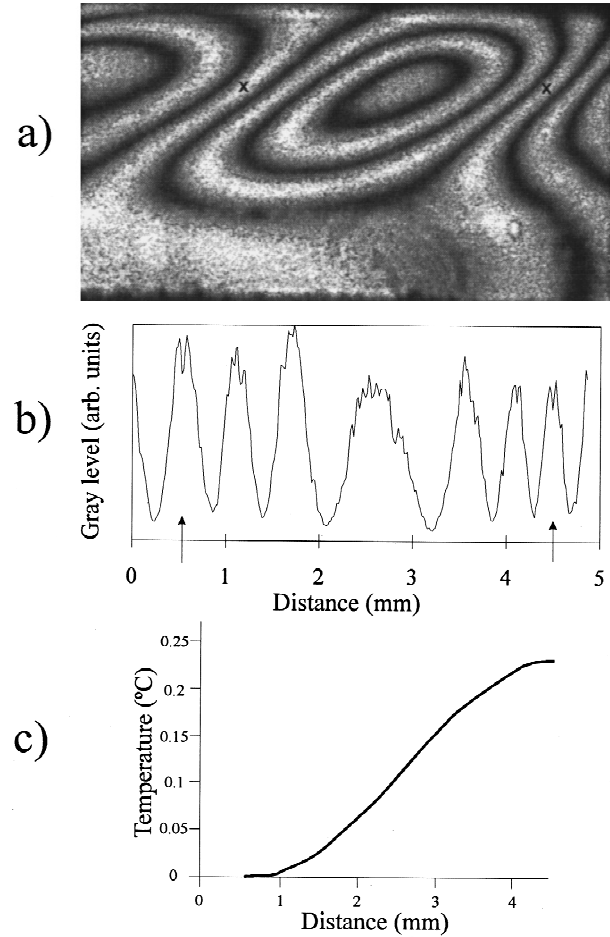 a)
x x
b)
Gray level (arb. units)
0 1 2 3 4 5
Distance (mm)
c)
Temperature (ºC)
0.25
0.2
0.15
0.1
0.05
0
0 1 2 3 4
Distance (mm)